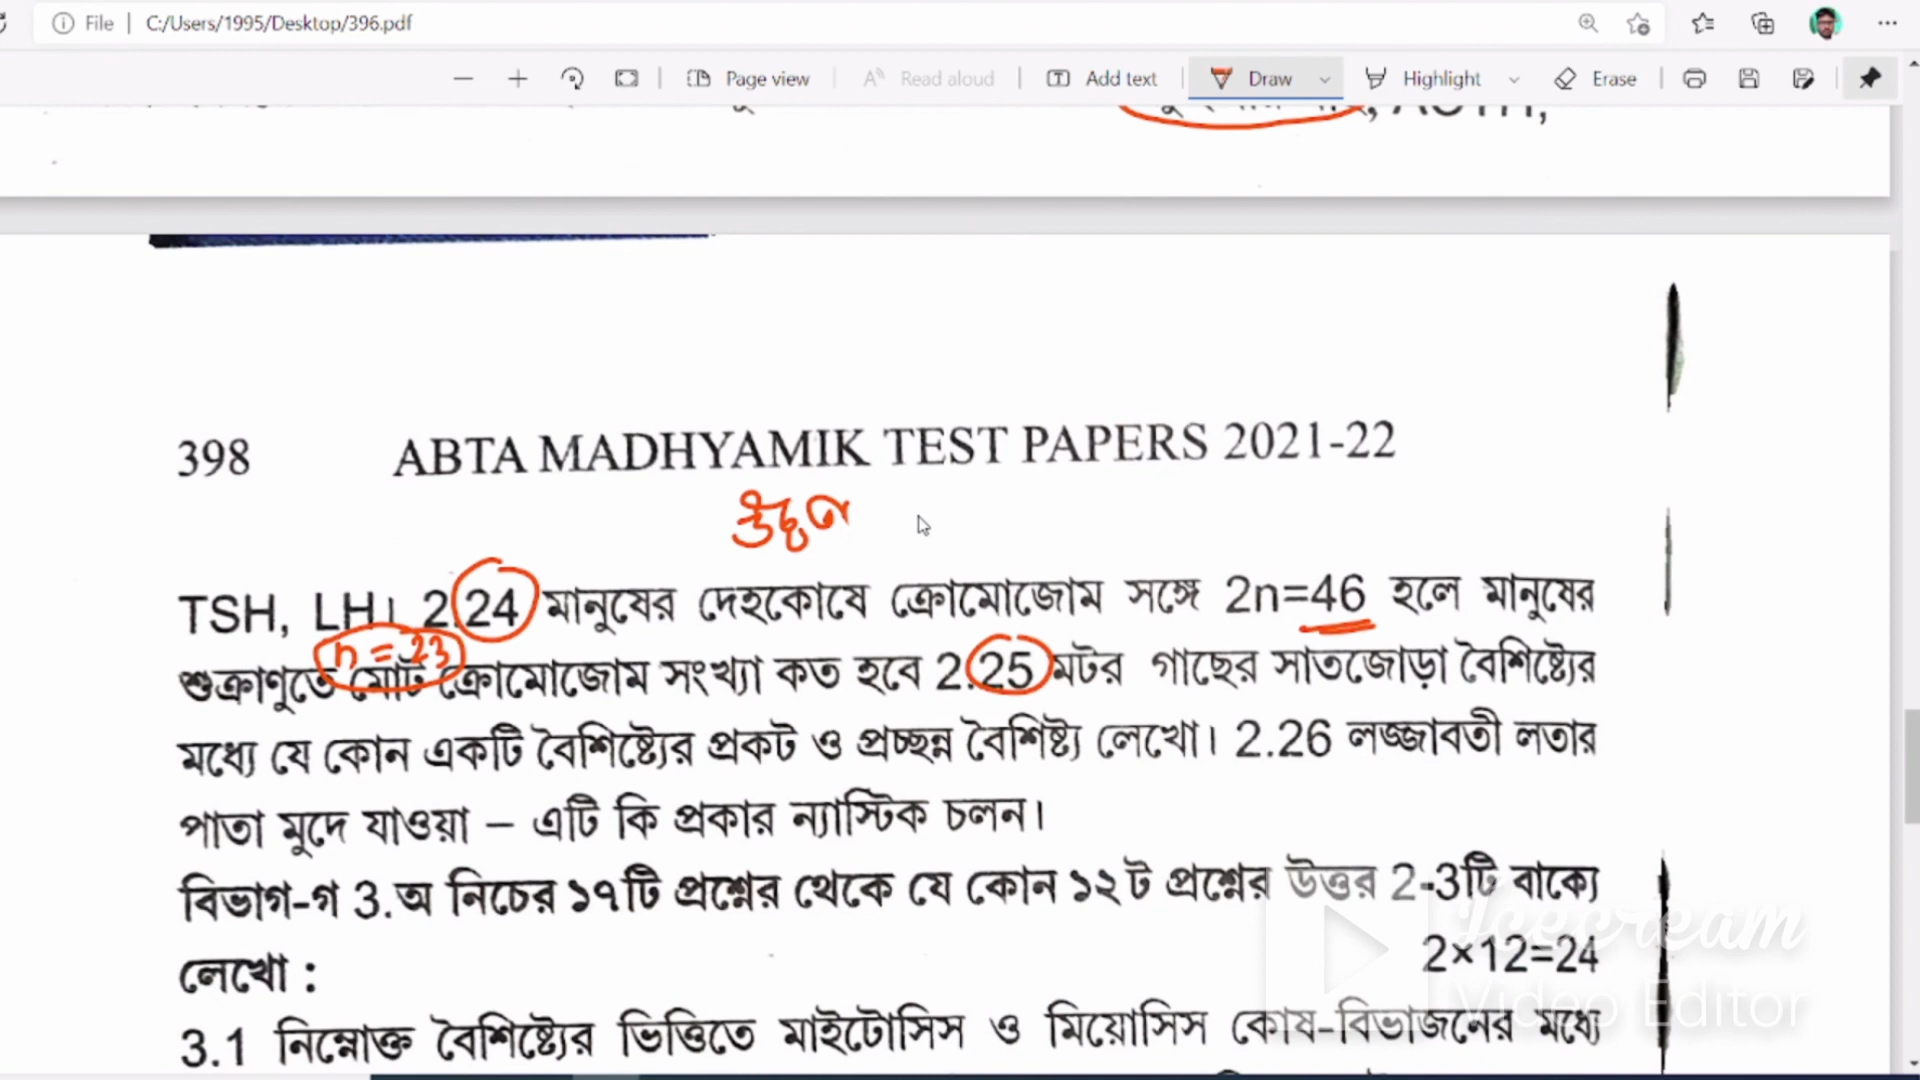 File | C:/Users/1995/Desktop/396.pdf
Page view Read aloud Add text Draw Highlight Erase
398 ABTA MADHYAMIK TEST PAPERS 2021-22
TSH, LH। 2.24 মানুষের দেহকোষে ক্রোমোজোম সঙ্গে 2n=46 হলে মানুষের
n = 23
শুক্রাণুতে মোট ক্রোমোজোম সংখ্যা কত হবে 2.25 মটর গাছের সাতজোড়া বৈশিষ্ট্যের
মধ্যে যে কোন একটি বৈশিষ্ট্যের প্রকট ও প্রচ্ছন্ন বৈশিষ্ট্য লেখো। 2.26 লজ্জাবতী লতার
পাতা মুদে যাওয়া – এটি কি প্রকার ন্যাস্টিক চলন।
বিভাগ-গ 3.অ নিচের ১৭টি প্রশ্নের থেকে যে কোন ১২ট প্রশ্নের উত্তর 2-3টি বাক্যে
লেখো : 2×12=24
3.1 নিম্নোক্ত বৈশিষ্ট্যের ভিত্তিতে মাইটোসিস ও মিয়োসিস কোষ-বিভাজনের মধ্যে
Icecream
Video Editor